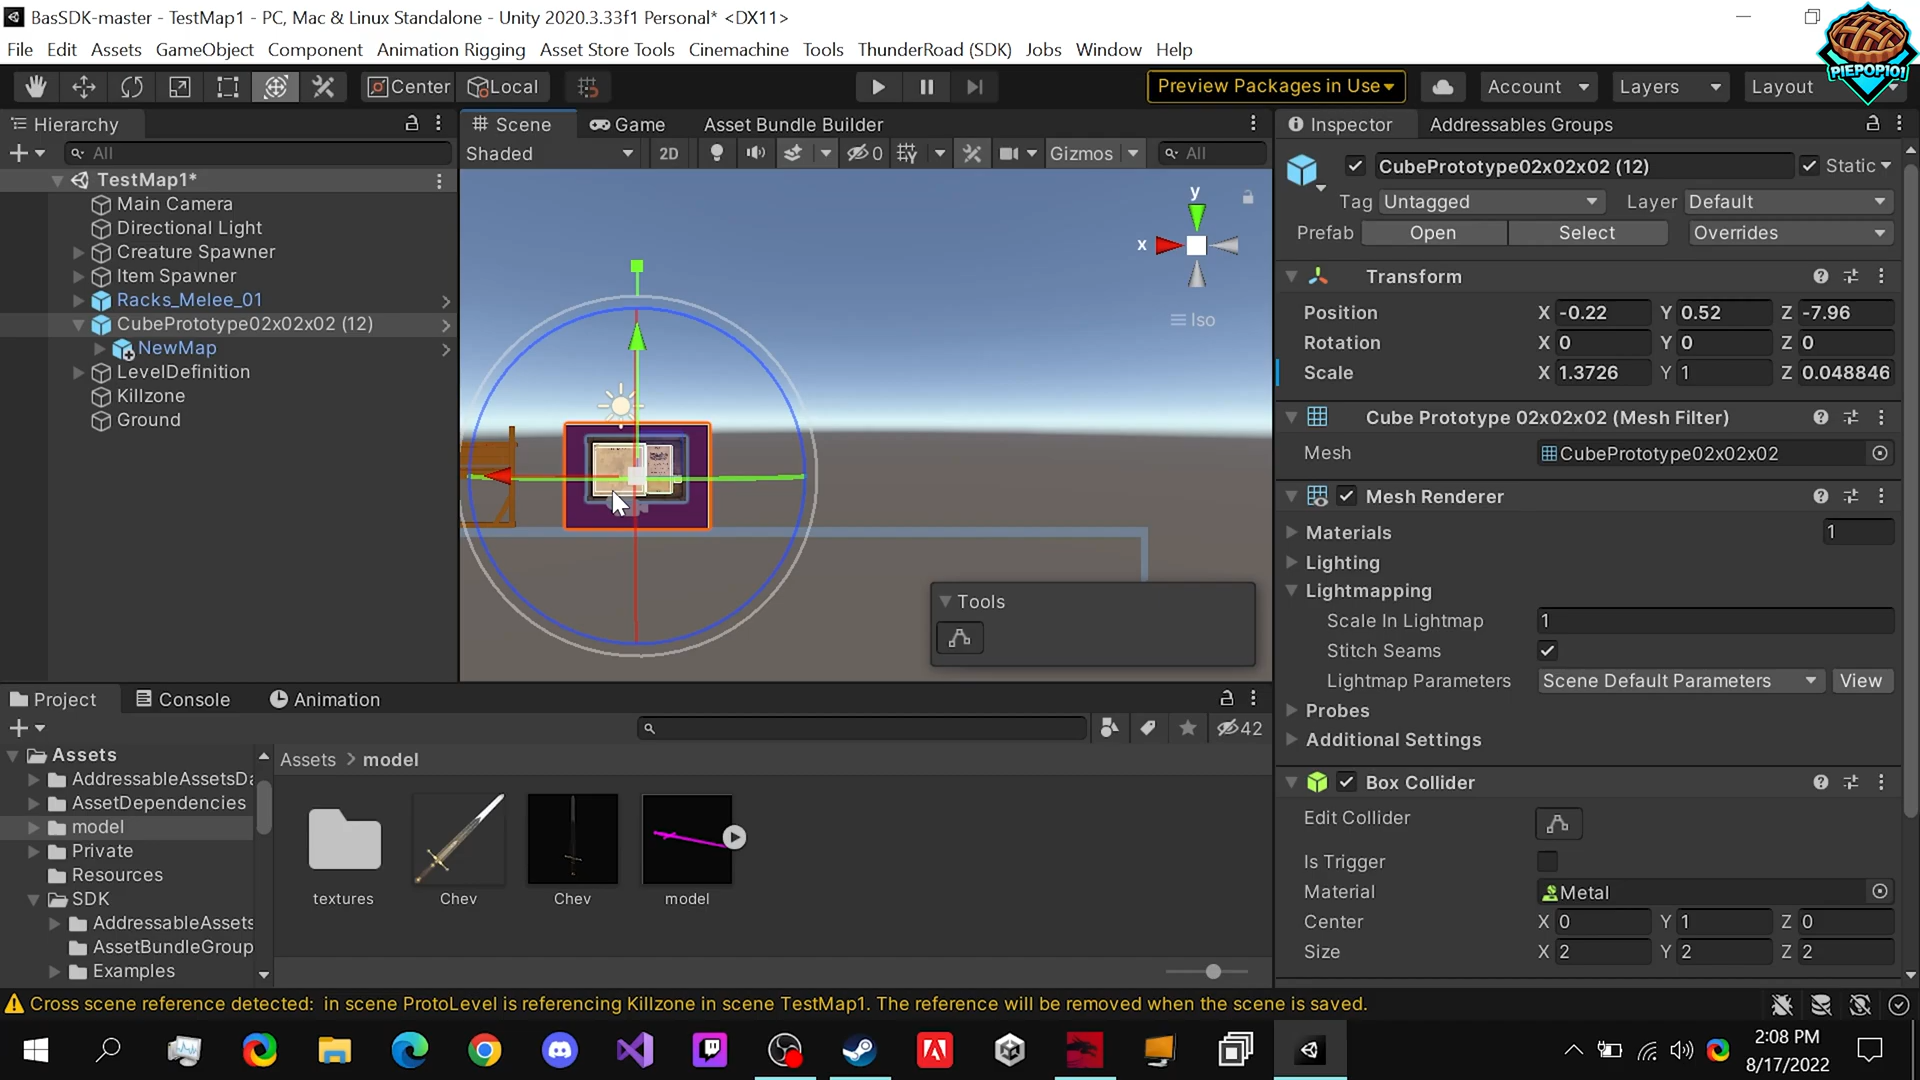 BasSDK-master - TestMap1 - PC, Mac & Linux Standalone - Unity 2020.3.33f1 Personal* <DX11>
PIEPOPIO1
File Edit Assets GameObject Component Animation Rigging Asset Store Tools Cinemachine Tools ThunderRoad (SDK) Jobs Window Help
Center Local Preview Packages in Use Account Layers Layout
Hierarchy
All
TestMap1*
Main Camera
Directional Light
Creature Spawner
Item Spawner
Racks_Melee_01
CubePrototype02x02x02 (12)
NewMap
LevelDefinition
Killzone
Ground
Scene Game Asset Bundle Builder
Shaded 2D 0 Gizmos All
y
x
Iso
Tools
Inspector Addressables Groups
CubePrototype02x02x02 (12) Static
Tag Untagged Layer Default
Prefab Open Select Overrides
Transform
Position X -0.22 Y 0.52 Z -7.96
Rotation X 0 Y 0 Z 0
Scale X 1.3726 Y 1 Z 0.048846
Cube Prototype 02x02x02 (Mesh Filter)
Mesh CubePrototype02x02x02
Mesh Renderer
Materials 1
Lighting
Lightmapping
Scale In Lightmap 1
Stitch Seams
Lightmap Parameters Scene Default Parameters View
Probes
Additional Settings
Box Collider
Edit Collider
Is Trigger
Material Metal
Center X 0 Y 1 Z 0
Size X 2 Y 2 Z 2
Project Console Animation
42
Assets
AddressableAssetsDa
AssetDependencies
model
Private
Resources
SDK
AddressableAssets
AssetBundleGroup
Examples
Assets > model
textures Chev Chev model
Cross scene reference detected: in scene ProtoLevel is referencing Killzone in scene TestMap1. The reference will be removed when the scene is saved.
2:08 PM
8/17/2022